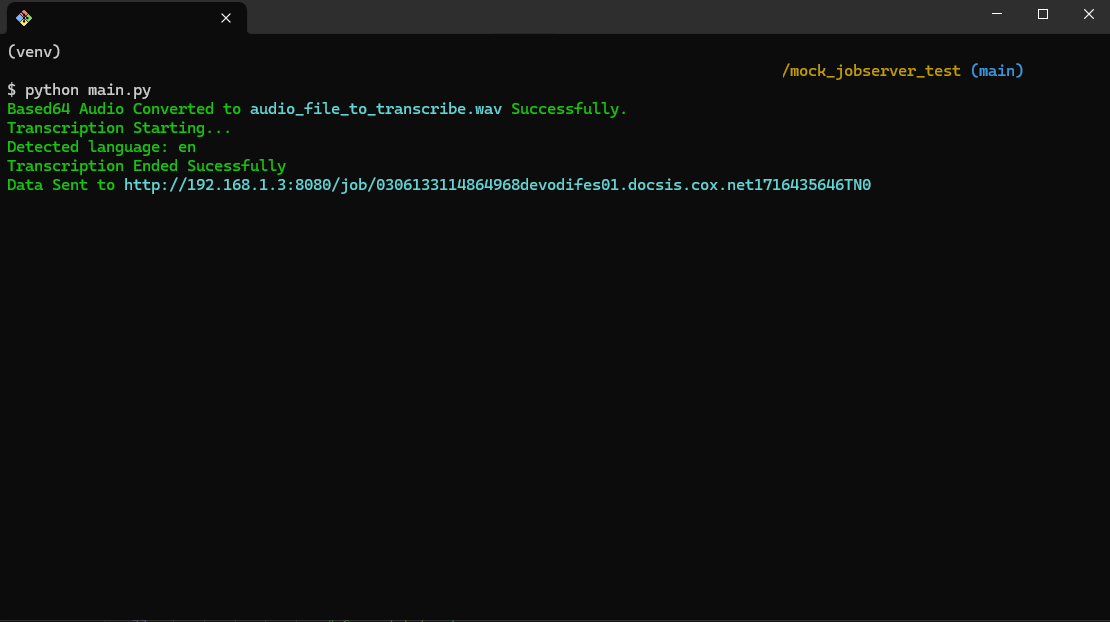 (venv)
/mock_jobserver_test (main)
$ python main.py
Based64 Audio Converted to audio_file_to_transcribe.wav Successfully.
Transcription Starting...
Detected language: en
Transcription Ended Sucessfully
Data Sent to http://192.168.1.3:8080/job/0306133114864968devodifes01.docsis.cox.net1716435646TN0